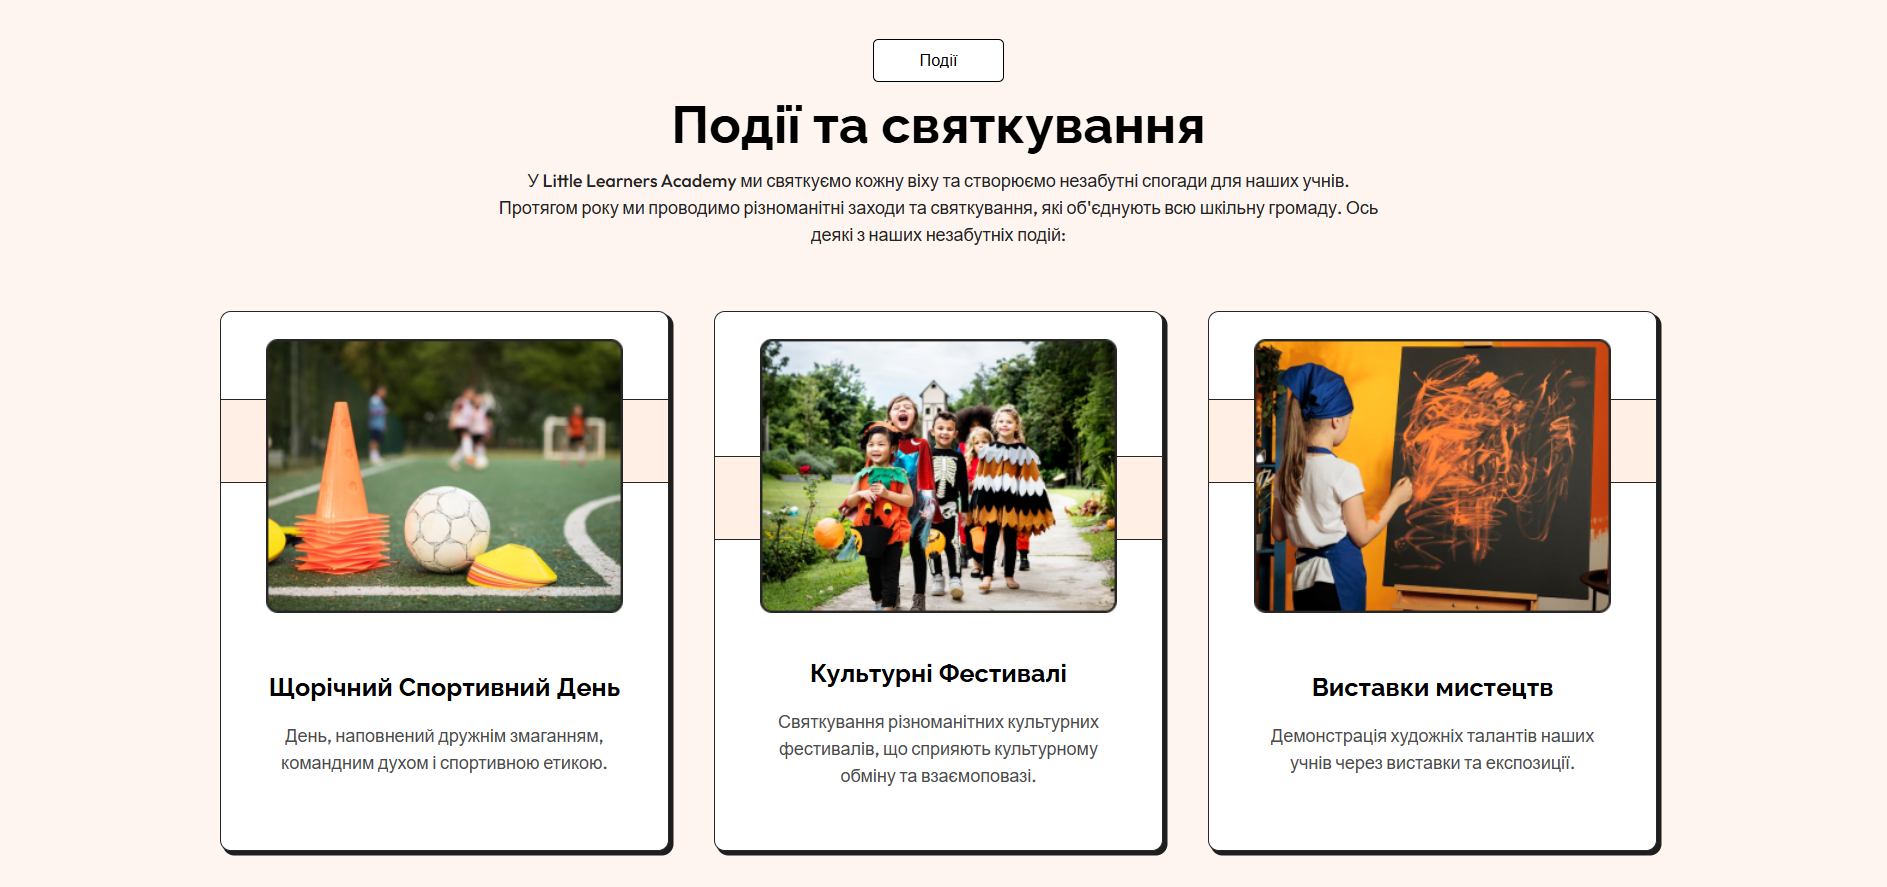 Події
Події та святкування
У Little Learners Academy ми святкуємо кожну віху та створюємо незабутні спогади для наших учнів.
Протягом року ми проводимо різноманітні заходи та святкування, які об'єднують всю шкільну громаду. Ось
деякі з наших незабутніх подій:
Щорічний Спортивний День
День, наповнений дружнім змаганням,
командним духом і спортивною етикою.
Культурні Фестивалі
Святкування різноманітних культурних
фестивалів, що сприяють культурному
обміну та взаємоповазі.
Виставки мистецтв
Демонстрація художніх талантів наших
учнів через виставки та експозиції.